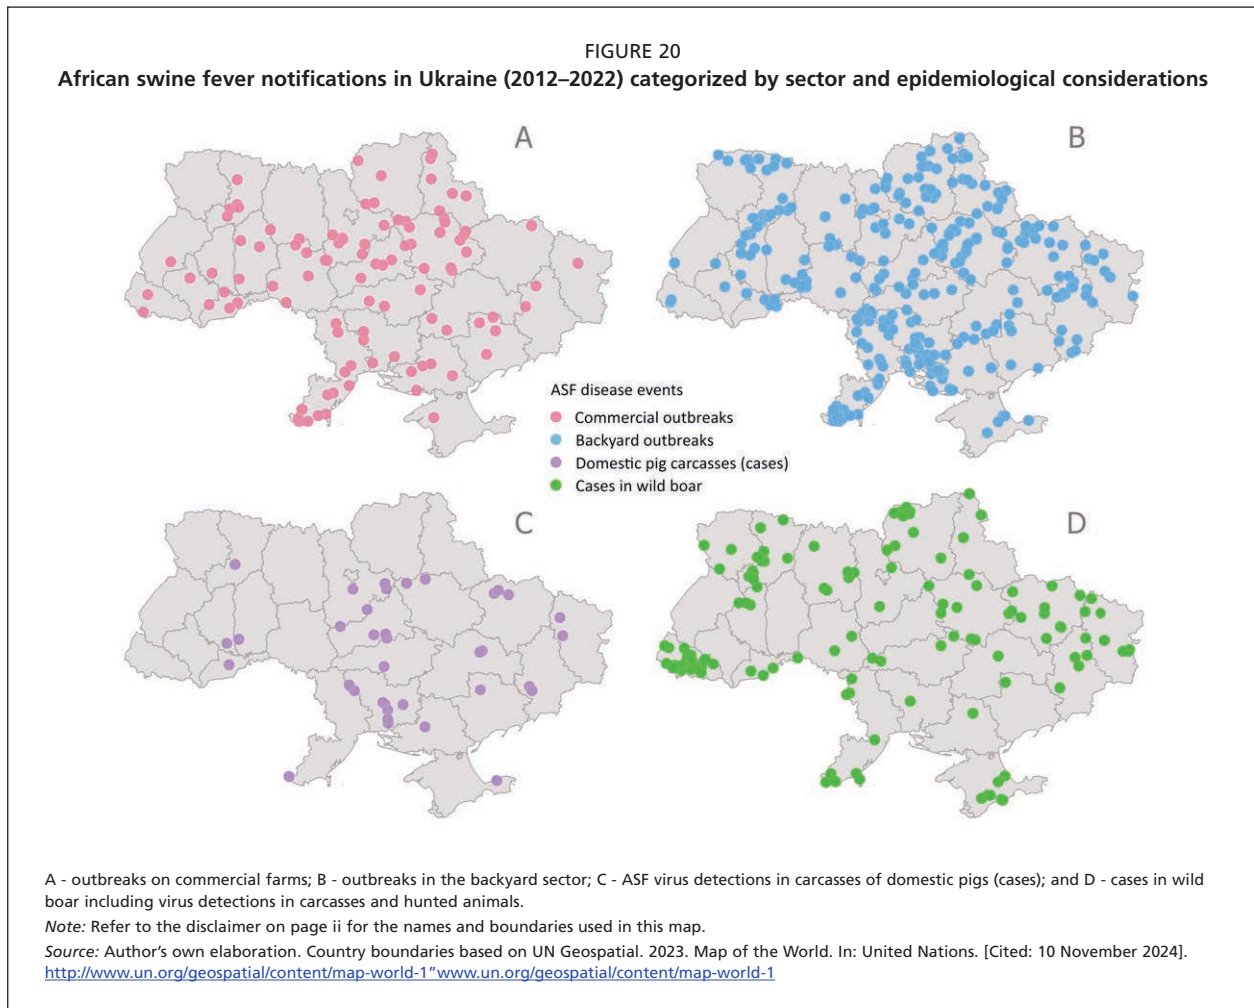 FIGURE 20
African swine fever notifications in Ukraine (2012–2022) categorized by sector and epidemiological considerations
A
B
ASF disease events
Commercial outbreaks
Backyard outbreaks
Domestic pig carcasses (cases)
Cases in wild boar
C
D
A - outbreaks on commercial farms; B - outbreaks in the backyard sector; C - ASF virus detections in carcasses of domestic pigs (cases); and D - cases in wild
boar including virus detections in carcasses and hunted animals.
Note: Refer to the disclaimer on page ii for the names and boundaries used in this map.
Source: Author’s own elaboration. Country boundaries based on UN Geospatial. 2023. Map of the World. In: United Nations. [Cited: 10 November 2024].
http://www.un.org/geospatial/content/map-world-1”www.un.org/geospatial/content/map-world-1